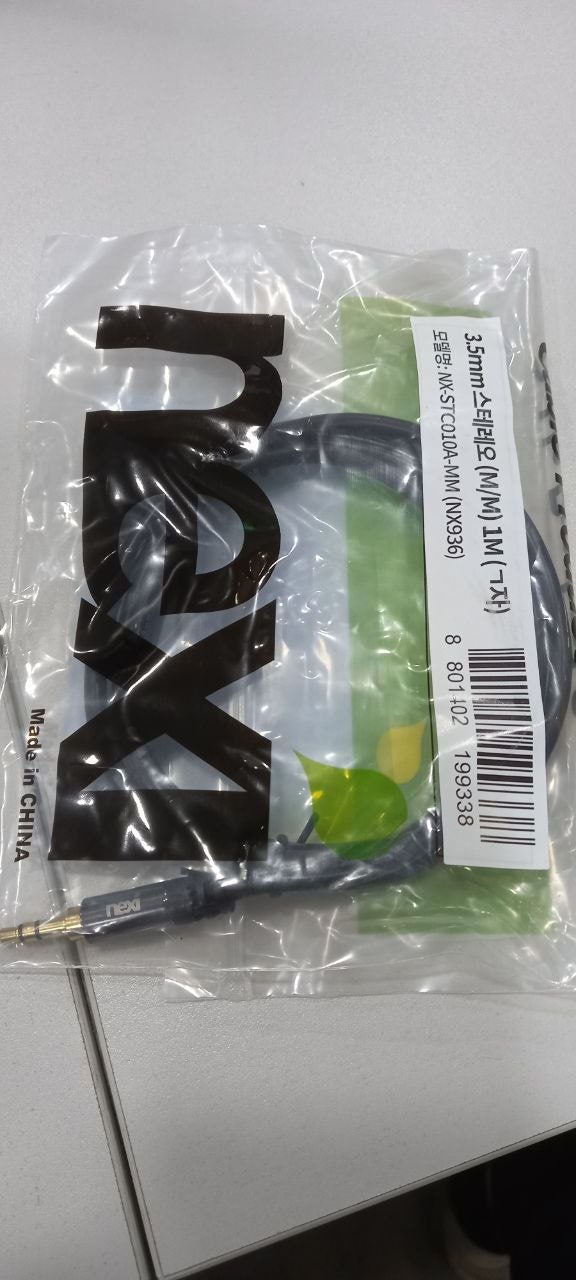 nexi
3.5mm 스테레오 (M/M) 1M (ㄱ자)
모델명: NX-STC010A-MM (NX936)
8 801402 199338
Made in CHINA
nexi